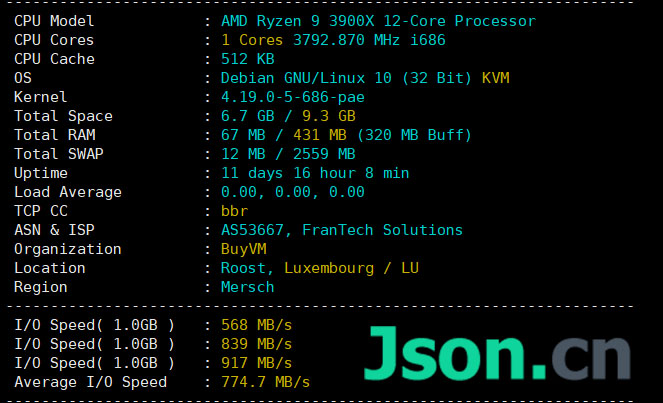 CPU Model : AMD Ryzen 9 3900X 12-Core Processor
CPU Cores : 1 Cores 3792.870 MHz i686
CPU Cache : 512 KB
OS : Debian GNU/Linux 10 (32 Bit) KVM
Kernel : 4.19.0-5-686-pae
Total Space : 6.7 GB / 9.3 GB
Total RAM : 67 MB / 431 MB (320 MB Buff)
Total SWAP : 12 MB / 2559 MB
Uptime : 11 days 16 hour 8 min
Load Average : 0.00, 0.00, 0.00
TCP CC : bbr
ASN & ISP : AS53667, FranTech Solutions
Organization : BuyVM
Location : Roost, Luxembourg / LU
Region : Mersch
I/O Speed( 1.0GB ) : 568 MB/s
I/O Speed( 1.0GB ) : 839 MB/s
I/O Speed( 1.0GB ) : 917 MB/s
Average I/O Speed : 774.7 MB/s
Json.cn